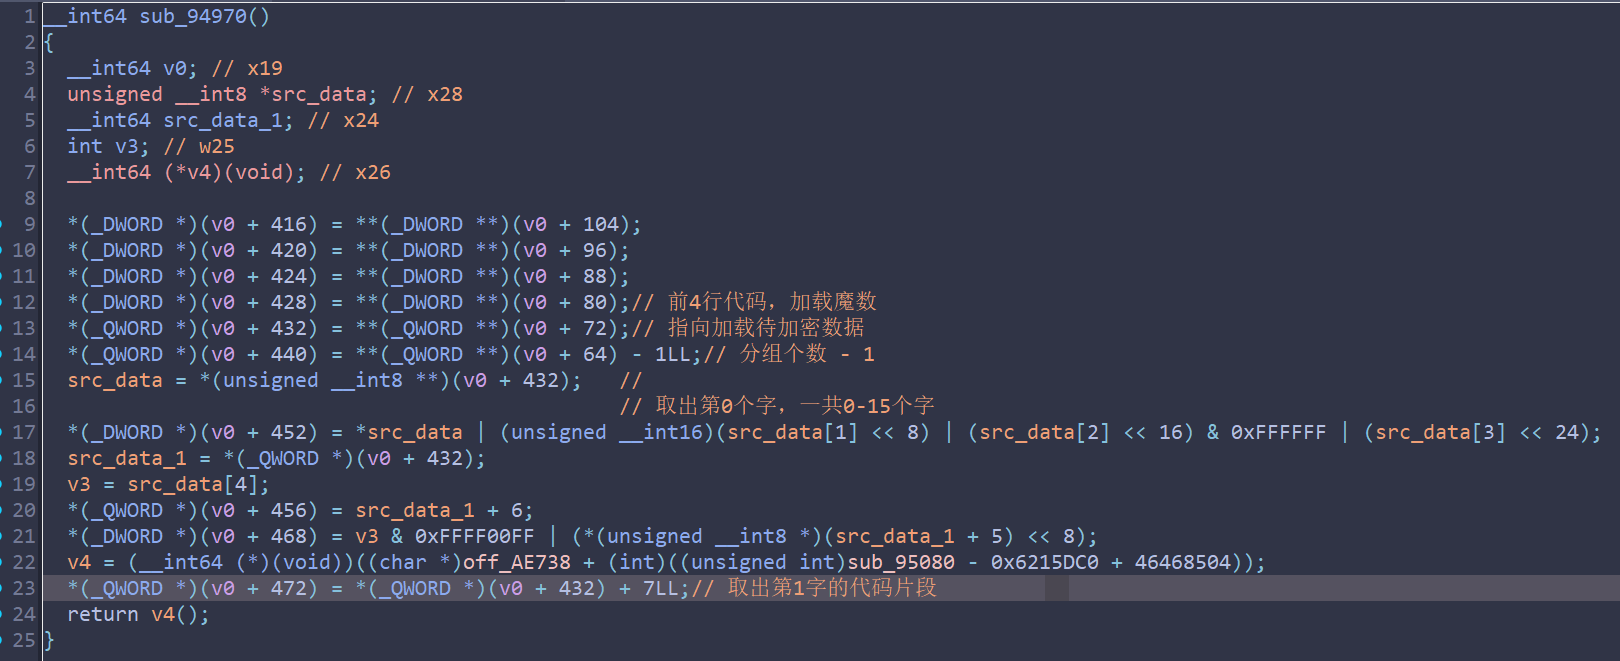 1 __int64 sub_94970()
2 {
3 __int64 v0; // x19
4 unsigned __int8 *src_data; // x28
5 __int64 src_data_1; // x24
6 int v3; // w25
7 __int64 (*v4)(void); // x26
8
9 *(_DWORD *)(v0 + 416) = **(_DWORD **)(v0 + 104);
10 *(_DWORD *)(v0 + 420) = **(_DWORD **)(v0 + 96);
11 *(_DWORD *)(v0 + 424) = **(_DWORD **)(v0 + 88);
12 *(_DWORD *)(v0 + 428) = **(_DWORD **)(v0 + 80);// 前4行代码，加载魔数
13 *(_QWORD *)(v0 + 432) = **(_QWORD **)(v0 + 72);// 指向加载待加密数据
14 *(_QWORD *)(v0 + 440) = **(_QWORD **)(v0 + 64) - 1LL;// 分组个数 - 1
15 src_data = *(unsigned __int8 **)(v0 + 432); //
16 // 取出第0个字，一共0-15个字
17 *(_DWORD *)(v0 + 452) = *src_data | (unsigned __int16)(src_data[1] << 8) | (src_data[2] << 16) & 0xFFFFFF | (src_data[3] << 24);
18 src_data_1 = *(_QWORD *)(v0 + 432);
19 v3 = src_data[4];
20 *(_QWORD *)(v0 + 456) = src_data_1 + 6;
21 *(_DWORD *)(v0 + 468) = v3 & 0xFFFF00FF | (*(unsigned __int8 *)(src_data_1 + 5) << 8);
22 v4 = (__int64 (*)(void))((char *)off_AE738 + (int)((unsigned int)sub_95080 - 0x6215DC0 + 46468504));
23 *(_QWORD *)(v0 + 472) = *(_QWORD *)(v0 + 432) + 7LL;// 取出第1字的代码片段
24 return v4();
25 }